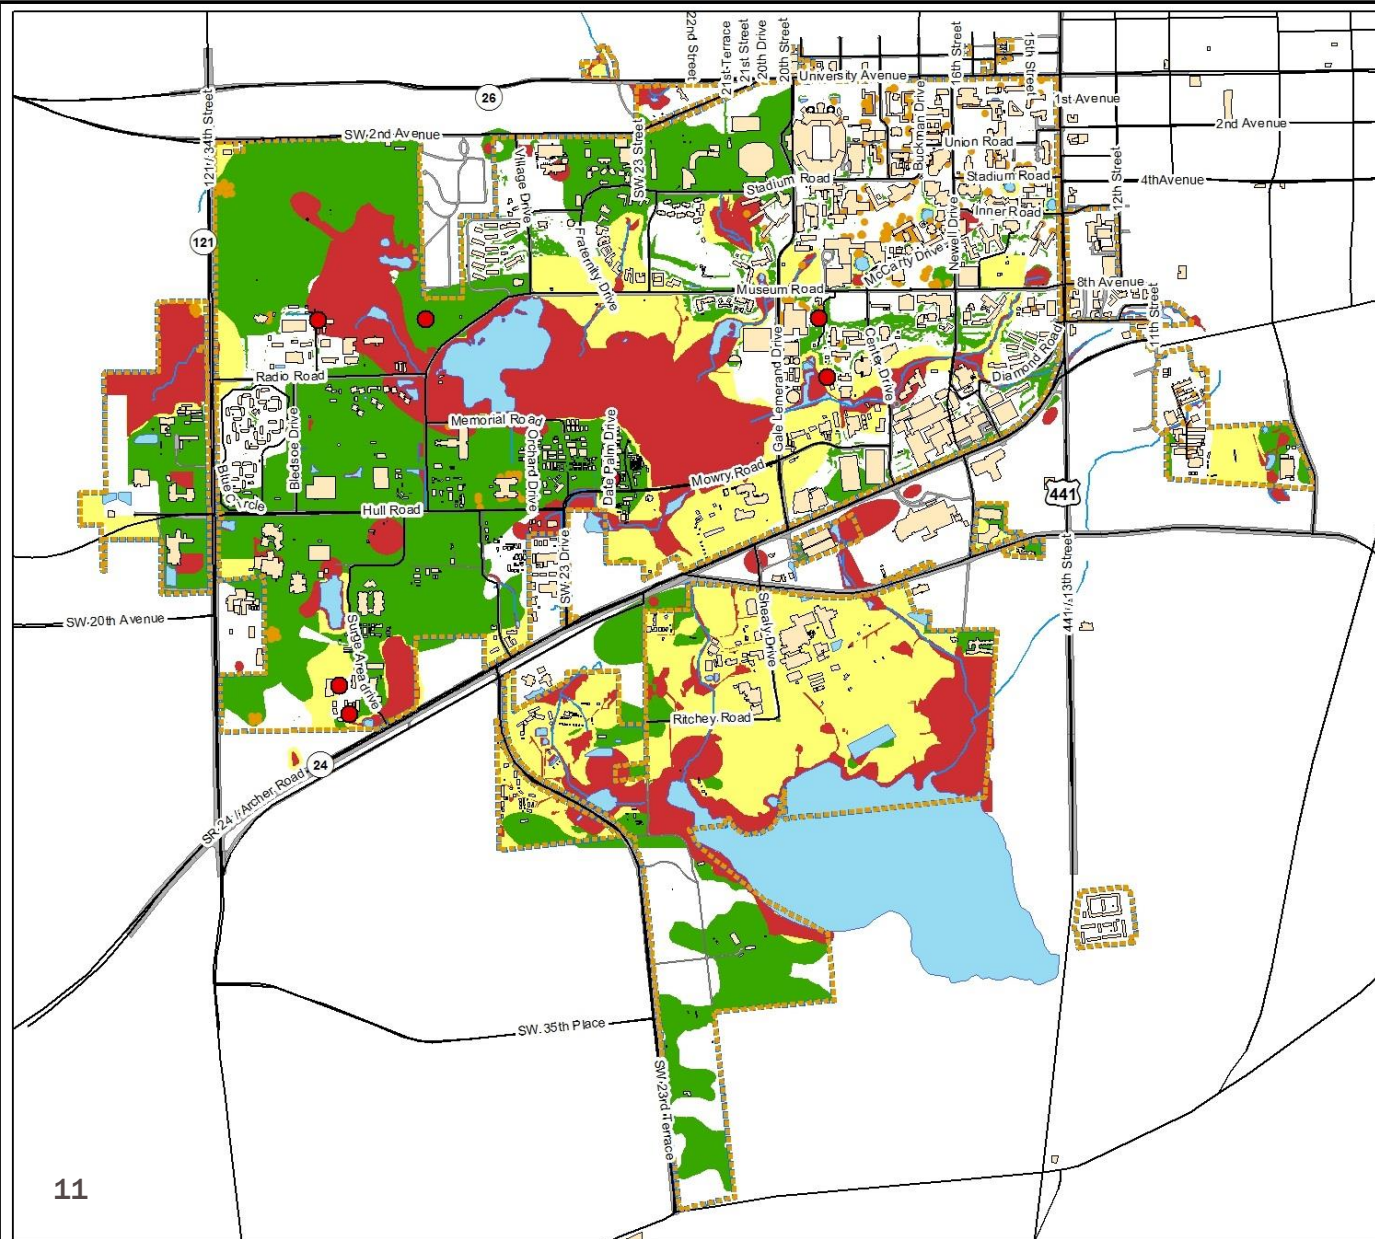 22nd Street
21st Terrace
21st Street
20th Drive
20th Street
16th Street
15th Street
University Avenue
26
1st Avenue
2nd Avenue
SW 2nd Avenue
121 / 34th Street
Village Drive
SW 23 Street
Buckman Drive
Union Road
Stadium Road
Stadium Road
4th Avenue
12th Street
Inner Road
Newell Drive
McCarty Drive
121
Fraternity Drive
Museum Road
8th Avenue
11th Street
Gale Lemerand Drive
Center Drive
Diamond Road
Radio Road
Bledsoe Drive
Memorial Road
Orchard Drive
Date Palm Drive
Mowry Road
Blue Circle
Hull Road
441
SW 23 Drive
SW 20th Avenue
Surge Area drive
Shealy Drive
441 / 13th Street
Ritchey Road
24
SR 24 / Archer Road
SW 35th Place
SW 23rd Terrace
11